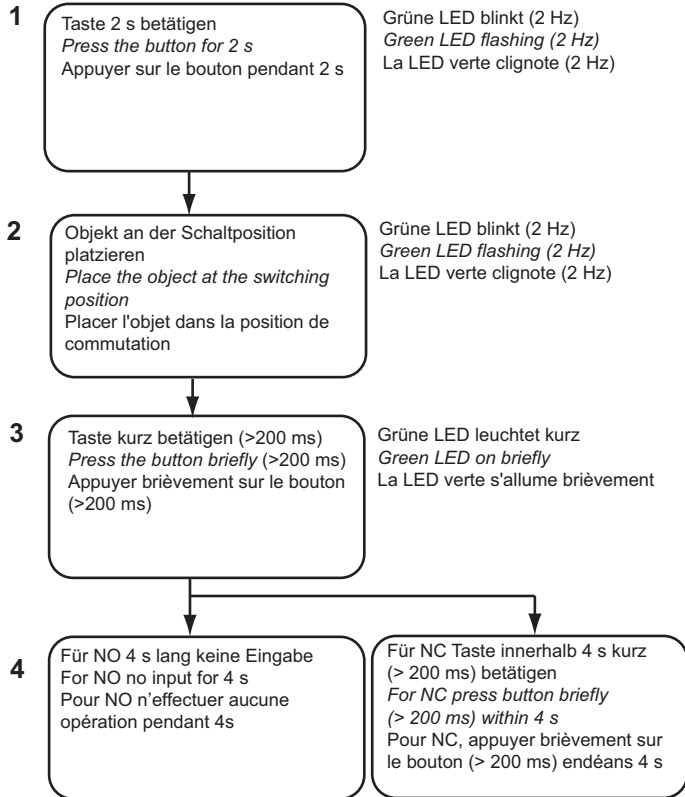 1
Taste 2 s betätigen
Press the button for 2 s
Appuyer sur le bouton pendant 2 s
Grüne LED blinkt (2 Hz)
Green LED flashing (2 Hz)
La LED verte clignote (2 Hz)
2
Objekt an der Schaltposition
platzieren
Place the object at the switching
position
Placer l'objet dans la position de
commutation
Grüne LED blinkt (2 Hz)
Green LED flashing (2 Hz)
La LED verte clignote (2 Hz)
3
Taste kurz betätigen (>200 ms)
Press the button briefly (>200 ms)
Appuyer brièvement sur le bouton
(>200 ms)
Grüne LED leuchtet kurz
Green LED on briefly
La LED verte s'allume brièvement
4
Für NO 4 s lang keine Eingabe
For NO no input for 4 s
Pour NO n’effectuer aucune
opération pendant 4s
Für NC Taste innerhalb 4 s kurz
(> 200 ms) betätigen
For NC press button briefly
(> 200 ms) within 4 s
Pour NC, appuyer brièvement sur
le bouton (> 200 ms) endéans 4 s